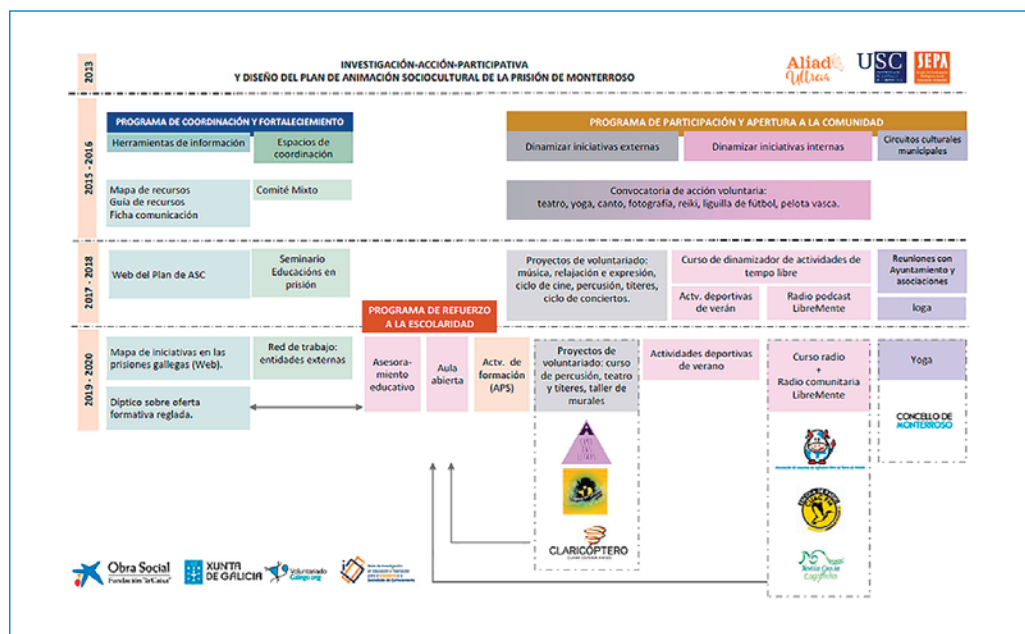 2013
INVESTIGACIÓN-ACCIÓN-PARTICIPATIVA
Y DISEÑO DEL PLAN DE ANIMACIÓN SOCIOCULTURAL DE LA PRISIÓN DE MONTERROSO
Aliad
Ultreia
USC
SEPA
2015 - 2016
PROGRAMA DE COORDINACIÓN Y FORTALECIEMIENTO
PROGRAMA DE PARTICIPACIÓN Y APERTURA A LA COMUNIDAD
Herramientas de información
Espacios de
coordinación
Dinamizar iniciativas externas
Dinamizar iniciativas internas
Circuitos culturales
municipales
Mapa de recursos
Guía de recursos
Ficha comunicación
Comité Mixto
Convocatoria de acción voluntaria:
teatro, yoga, canto, fotografía, reiki, liguilla de fútbol, pelota vasca.
2017 - 2018
Web del Plan de ASC
Seminario
Educacións en
prisión
Proyectos de voluntariado:
música, relajación e expresión,
ciclo de cine, percusión, títeres,
ciclo de conciertos.
Curso de dinamizador de actividades de
tempo libre
Actv. deportivas
de verán
Radio podcast
LibreMente
Reuniones con
Ayuntamiento y
asociaciones
Ioga
PROGRAMA DE REFUERZO
A LA ESCOLARIDAD
2019 - 2020
Mapa de iniciativas en las
prisiones gallegas (Web).
Red de trabajo:
entidades externas
Díptico sobre oferta
formativa reglada.
Asesora-
miento
educativo
Aula
abierta
Actv. de
formación
(APS)
Proyectos de
voluntariado: curso
de percusión, teatro
y títeres, taller de
murales
Actividades deportivas
de verano
Curso radio
+
Radio comunitaria
LibreMente
Yoga
CONCELLO DE
MONTERROSO
CLARICÓPTERO
Obra Social
Fundación "la Caixa"
XUNTA
DE GALICIA
Voluntariado
Galego.org